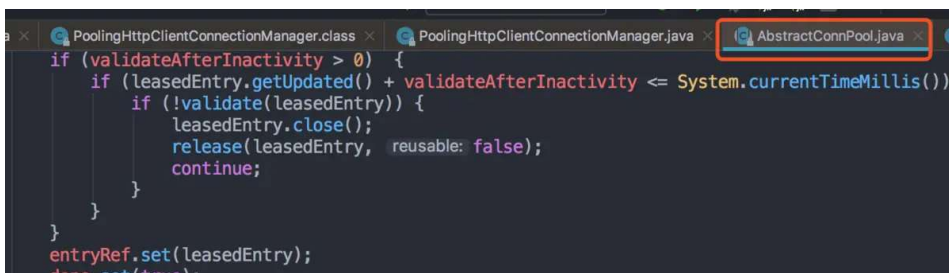 PoolingHttpClientConnectionManager.class PoolingHttpClientConnectionManager.java AbstractConnPool.java
if (validateAfterInactivity > 0)  {
if (leasedEntry.getUpdated() + validateAfterInactivity <= System.currentTimeMillis())
if (!validate(leasedEntry)) {
leasedEntry.close();
release(leasedEntry, reusable: false);
continue;
}
}
}
entryRef.set(leasedEntry);